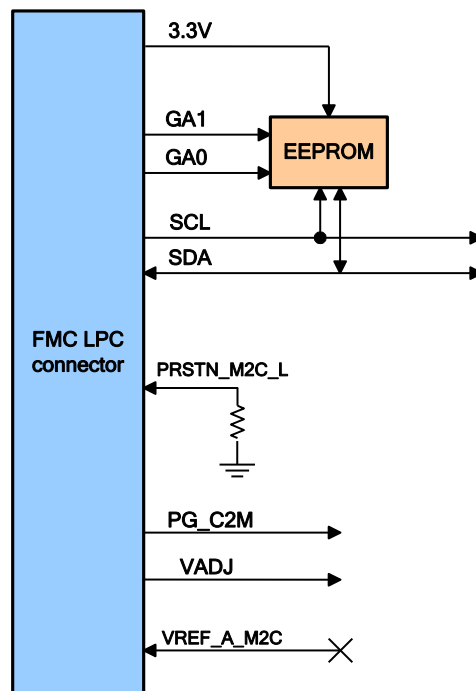 3.3V
GA1
EEPROM
GA0
SCL
SDA
FMC LPC
connector
PRSTN_M2C_L
PG_C2M
VADJ
VREF_A_M2C